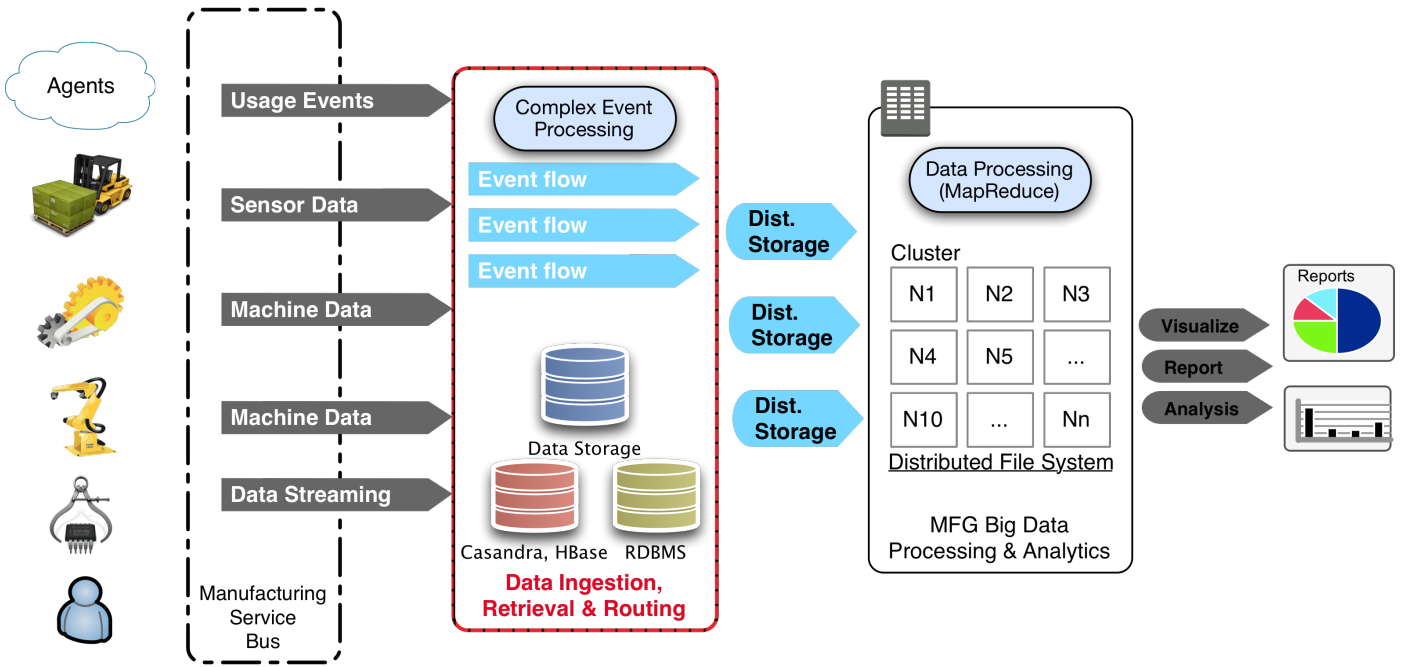 Agents
Usage Events
Sensor Data
Machine Data
Machine Data
Data Streaming
Manufacturing
Service
Bus
Complex Event
Processing
Event flow
Event flow
Event flow
Data Storage
Casandra, HBase
RDBMS
Data Ingestion,
Retrieval & Routing
Dist.
Storage
Dist.
Storage
Dist.
Storage
Data Processing
(MapReduce)
Cluster
N1
N2
N3
N4
N5
...
N10
...
Nn
Distributed File System
MFG Big Data
Processing & Analytics
Visualize
Report
Analysis
Reports